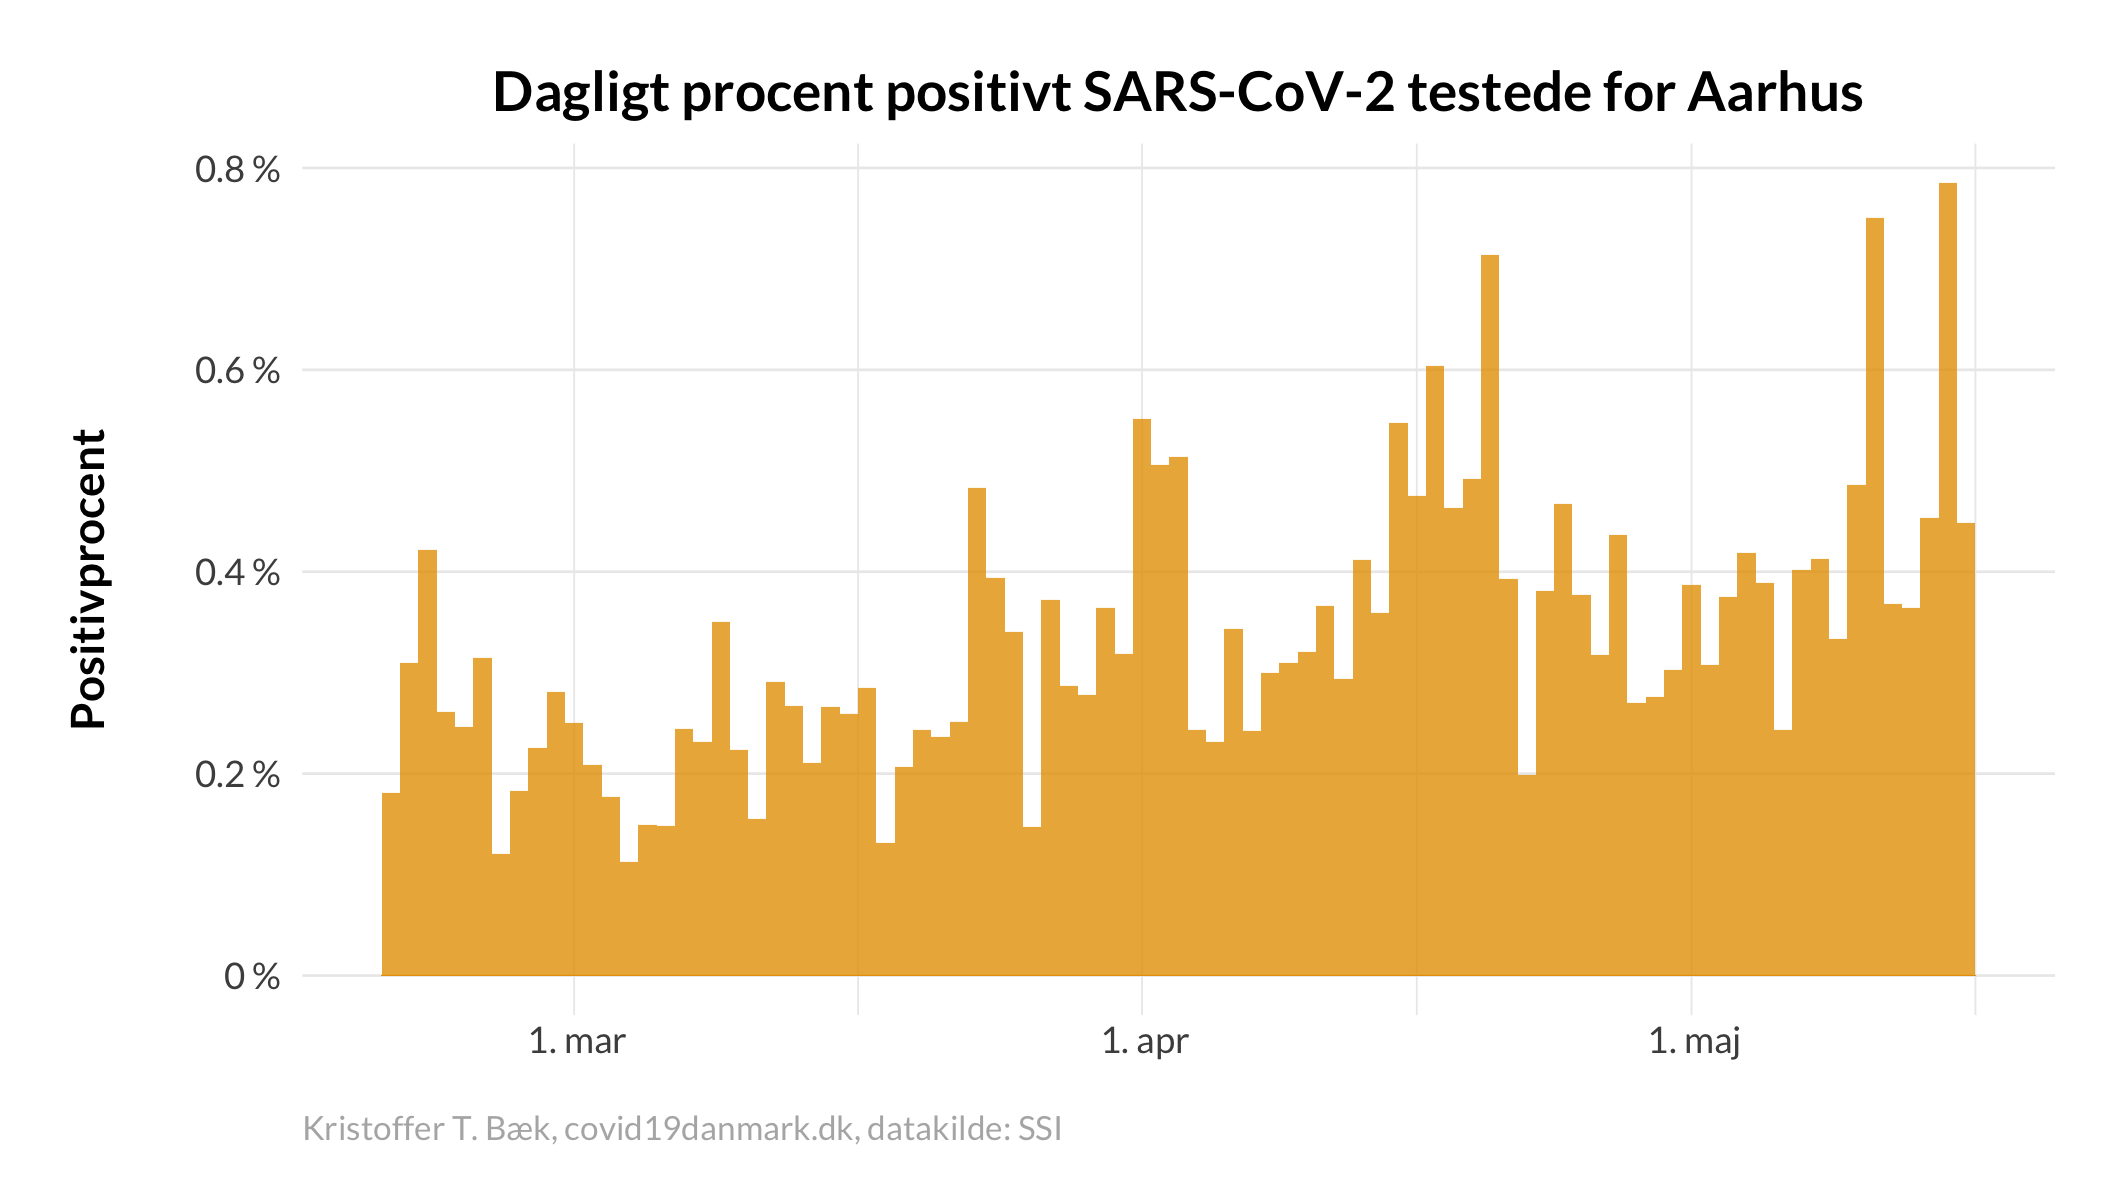 Dagligt procent positivt SARS-CoV-2 testede for Aarhus
Positivprocent
0.8 %
0.6 %
0.4 %
0.2 %
0 %
1. mar
1. apr
1. maj
Kristoffer T. Bæk, covid19danmark.dk, datakilde: SSI